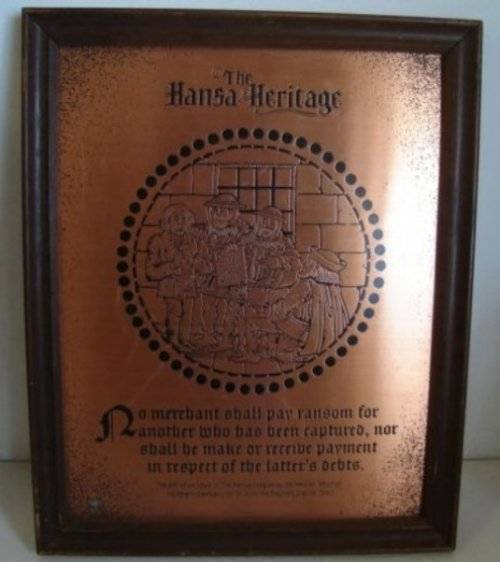 The
Hansa Heritage
No merchant shall pay ransom for
another who has been captured, nor
shall he make or receive payment
in respect of the latter's debts.